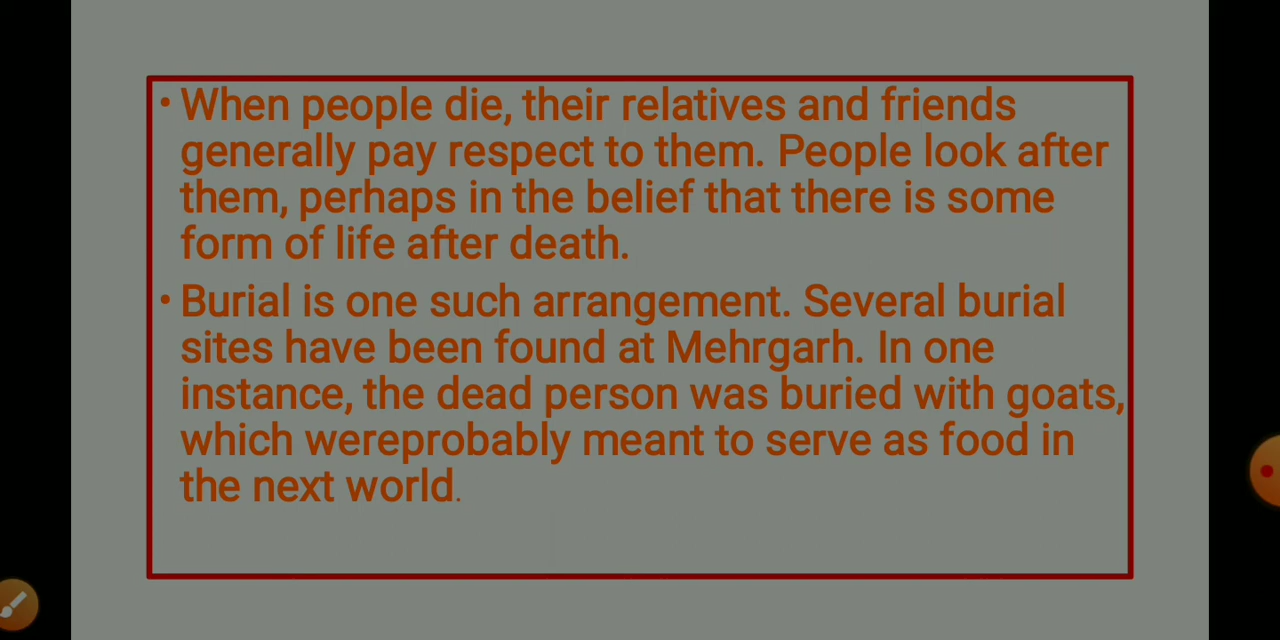 • When people die, their relatives and friends
generally pay respect to them. People look after
them, perhaps in the belief that there is some
form of life after death.
• Burial is one such arrangement. Several burial
sites have been found at Mehrgarh. In one
instance, the dead person was buried with goats,
which wereprobably meant to serve as food in
the next world.